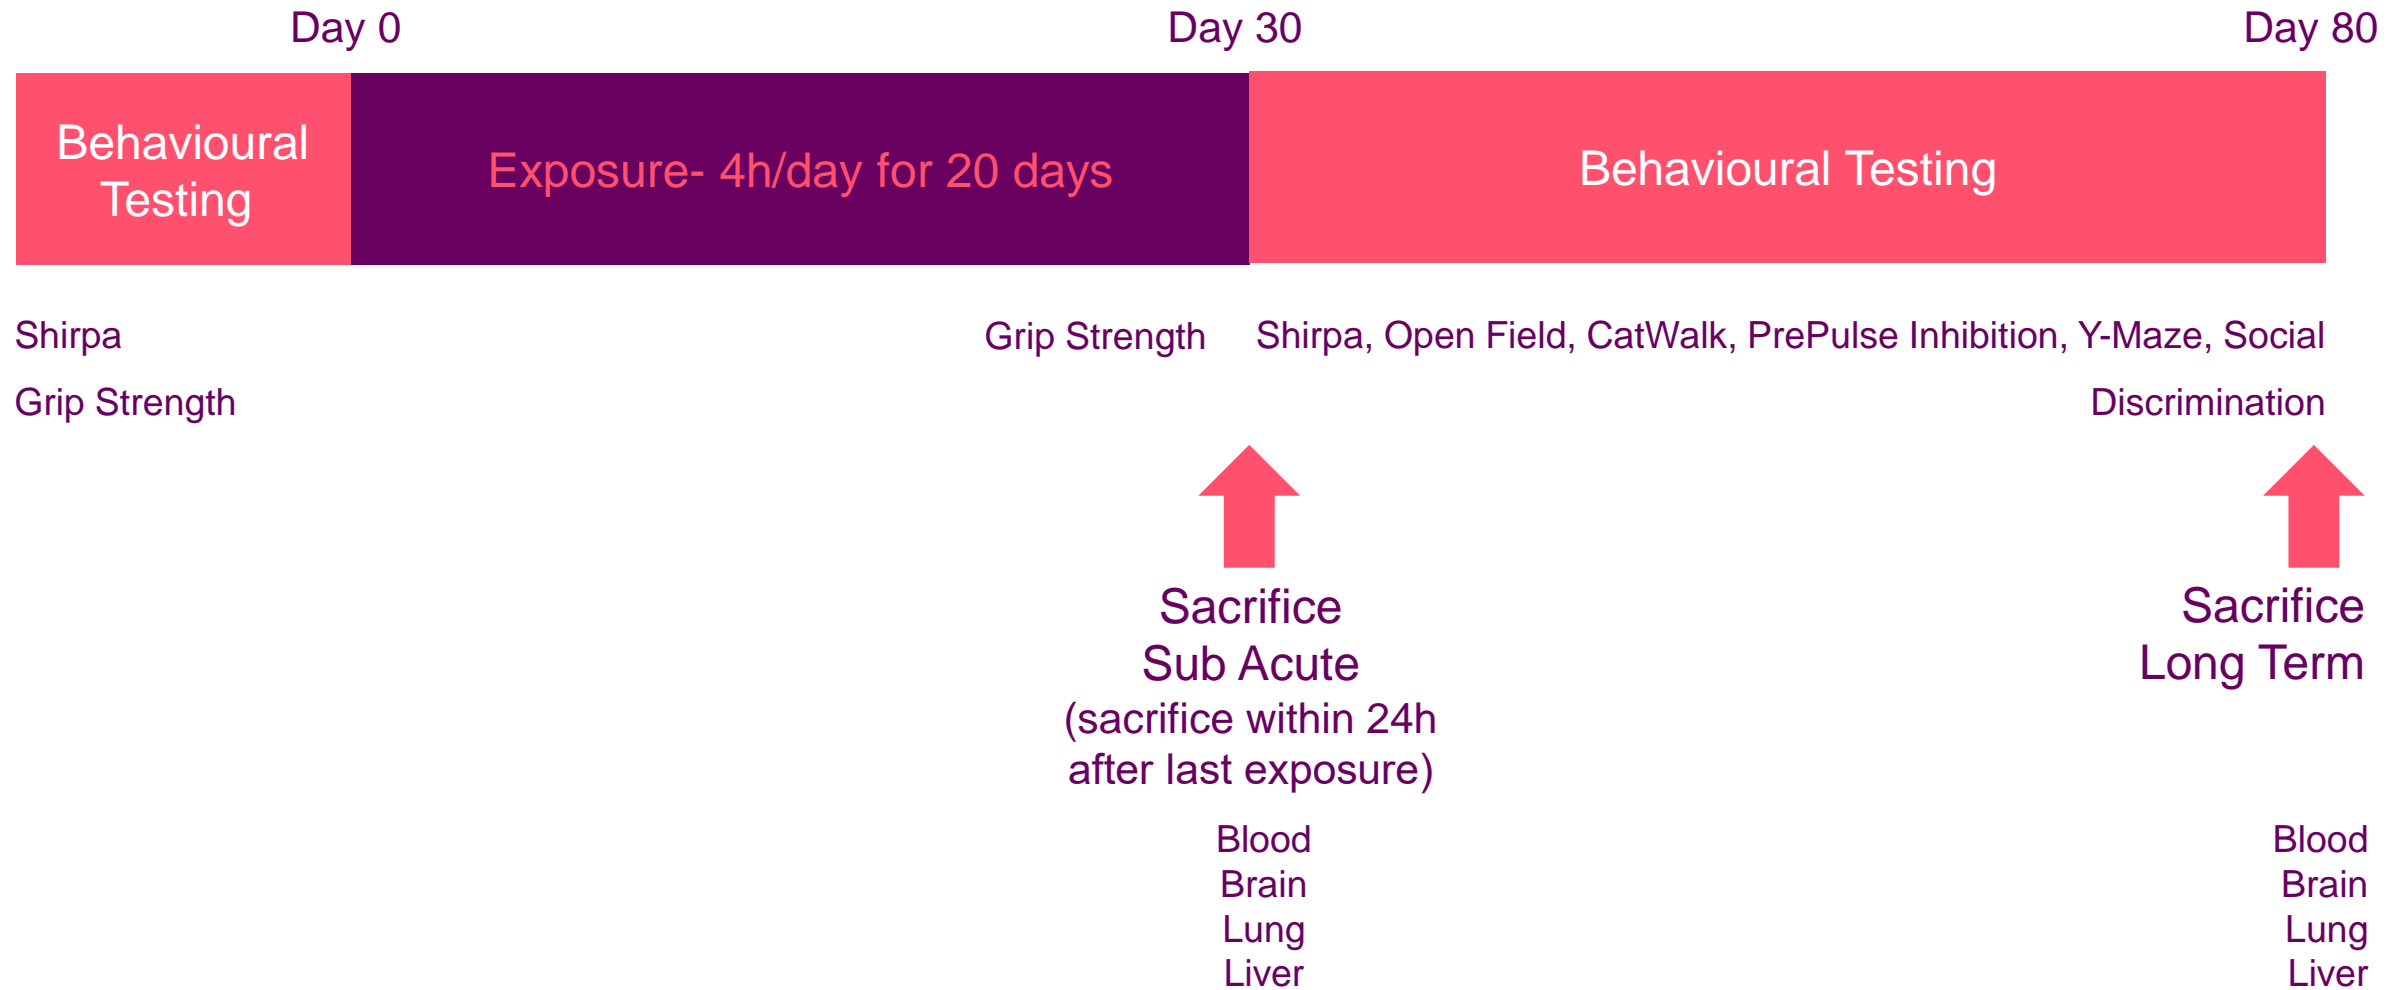 Day 0
Day 30
Day 80
Behavioural
Testing
Exposure- 4h/day for 20 days
Behavioural Testing
Shirpa
Grip Strength
Grip Strength
Shirpa, Open Field, CatWalk, PrePulse Inhibition, Y-Maze, Social
Discrimination
Sacrifice
Sub Acute
(sacrifice within 24h
after last exposure)
Sacrifice
Long Term
Blood
Brain
Lung
Liver
Blood
Brain
Lung
Liver